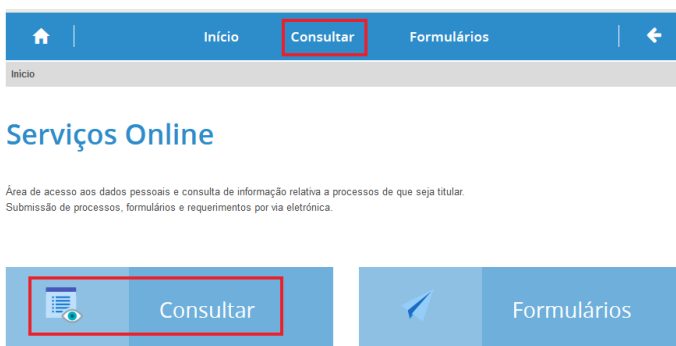 Início Consultar Formulários
Inicio
Serviços Online
Área de acesso aos dados pessoais e consulta de informação relativa a processos de que seja titular.
Submissão de processos, formulários e requerimentos por via eletrónica.
Consultar Formulários